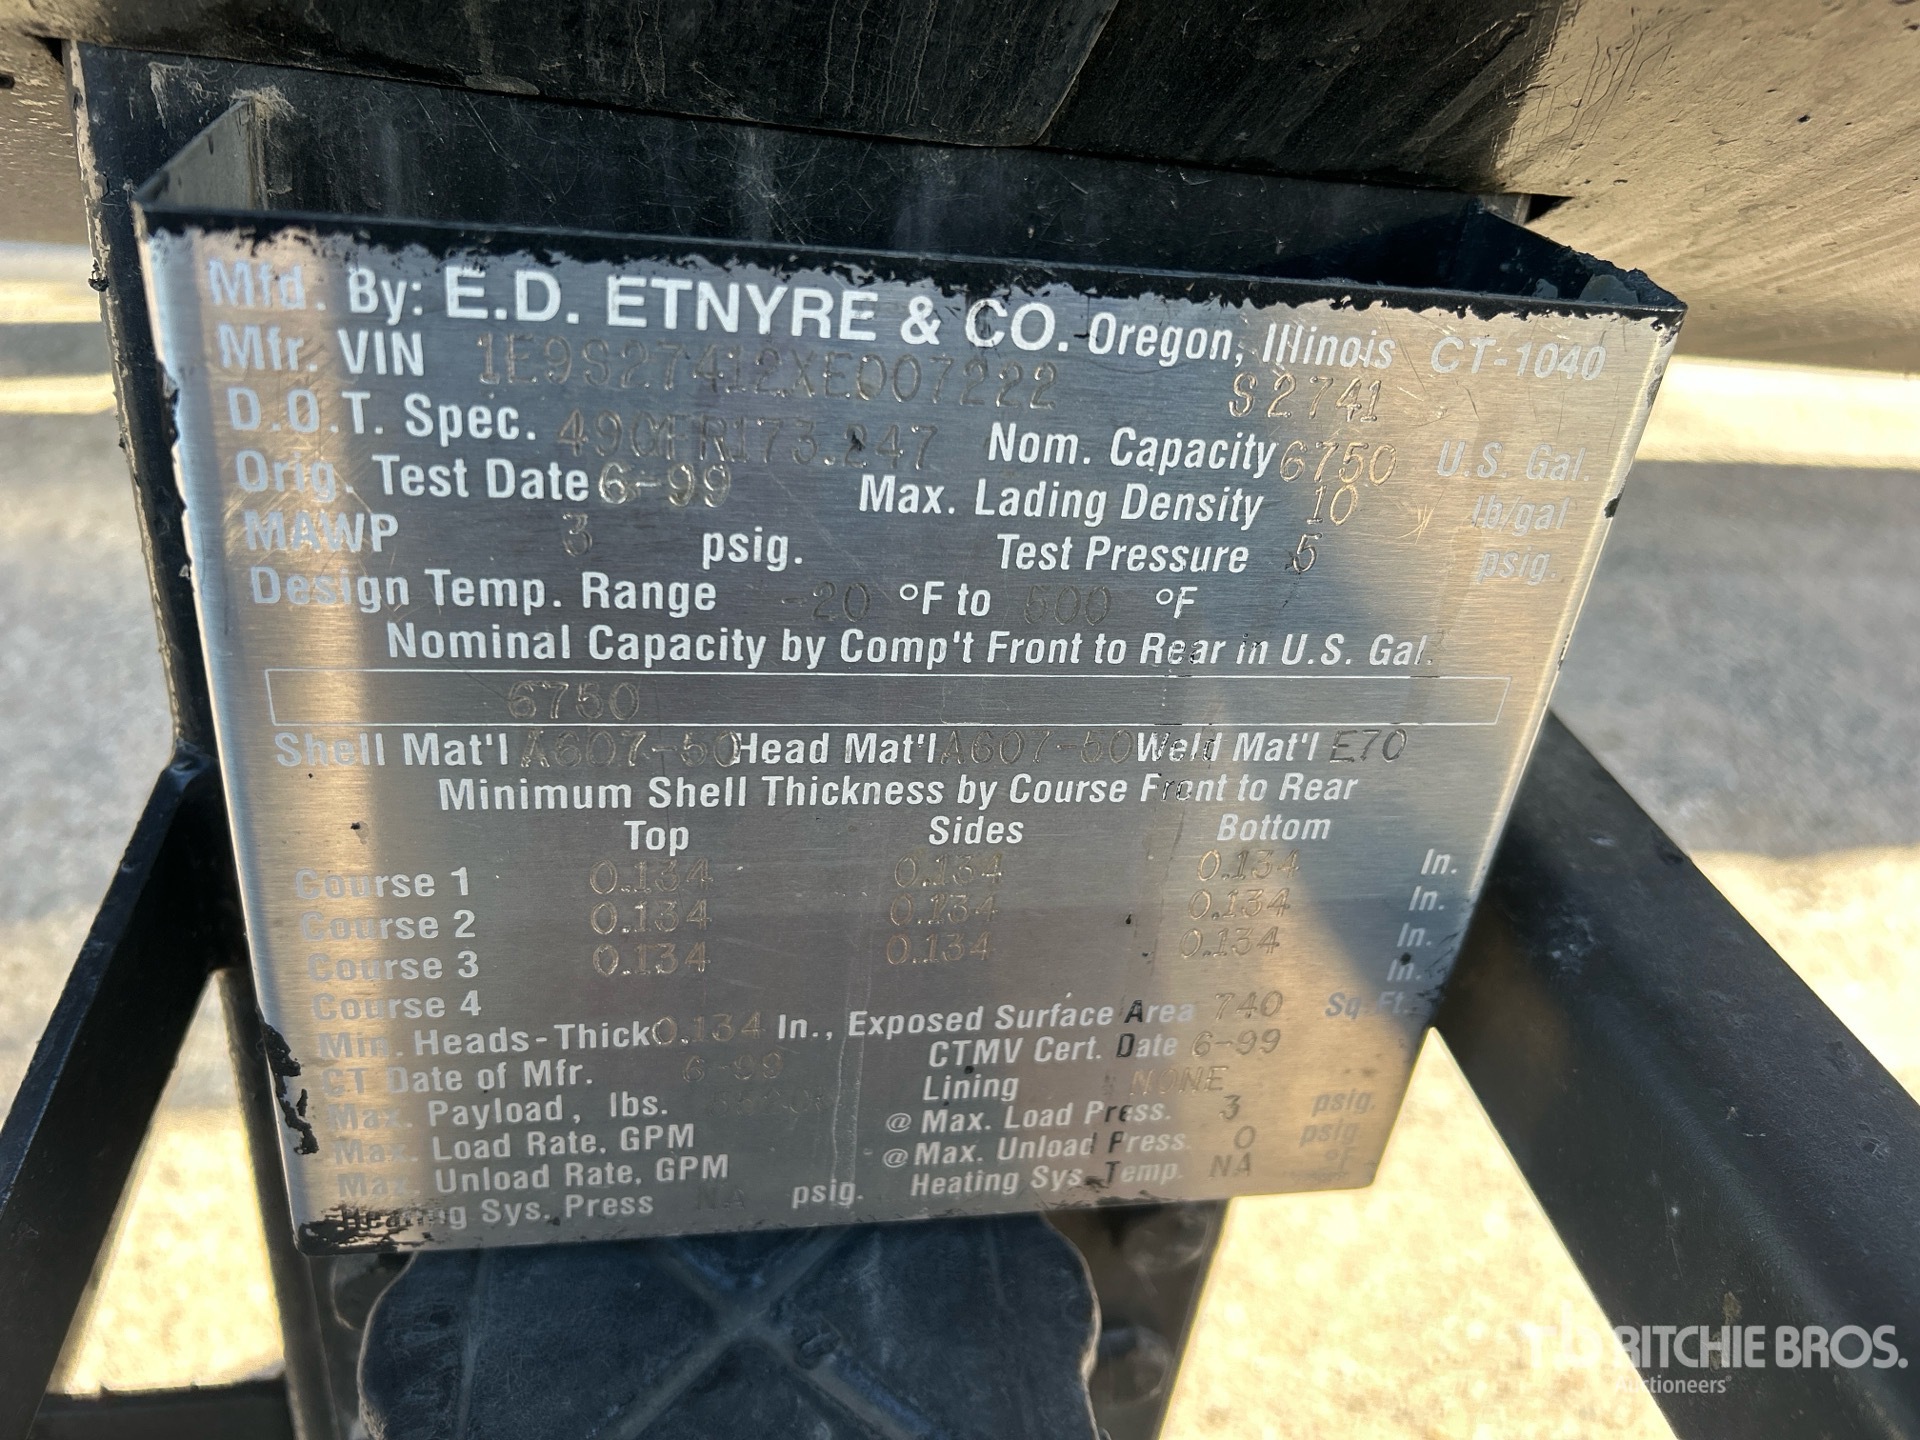 Mfd. By: E.D. ETNYRE & CO. Oregon, Illinois CT-1040
Mfr. VIN 1E9S27412XE007222 S2741
D.O.T. Spec. 49CFR173.247 Nom. Capacity 6750 U.S. Gal.
Orig. Test Date 6-99 Max. Lading Density 10 lb/gal
MAWP 3 psig. Test Pressure 5 psig.
Design Temp. Range -20 °F to 500 °F
Nominal Capacity by Comp't Front to Rear in U.S. Gal.
6750
Shell Mat'l A607-50 Head Mat'l A607-50 Weld Mat'l E70
Minimum Shell Thickness by Course Front to Rear
Top Sides Bottom
Course 1 0.134 0.134 0.134 In.
Course 2 0.134 0.134 0.134 In.
Course 3 0.134 0.134 0.134 In.
Course 4 In.
Min. Heads-Thick 0.134 In., Exposed Surface Area 740 Sq.Ft.
CT Date of Mfr. 6-99 CTMV Cert. Date 6-99
Max. Payload, lbs. Lining NONE
Max. Load Rate, GPM @ Max. Load Press. 3 psig.
Max. Unload Rate, GPM @ Max. Unload Press. 0 psig
Heating Sys. Press NA psig. Heating Sys. Temp. NA °F
RITCHIE BROS.
Auctioneers